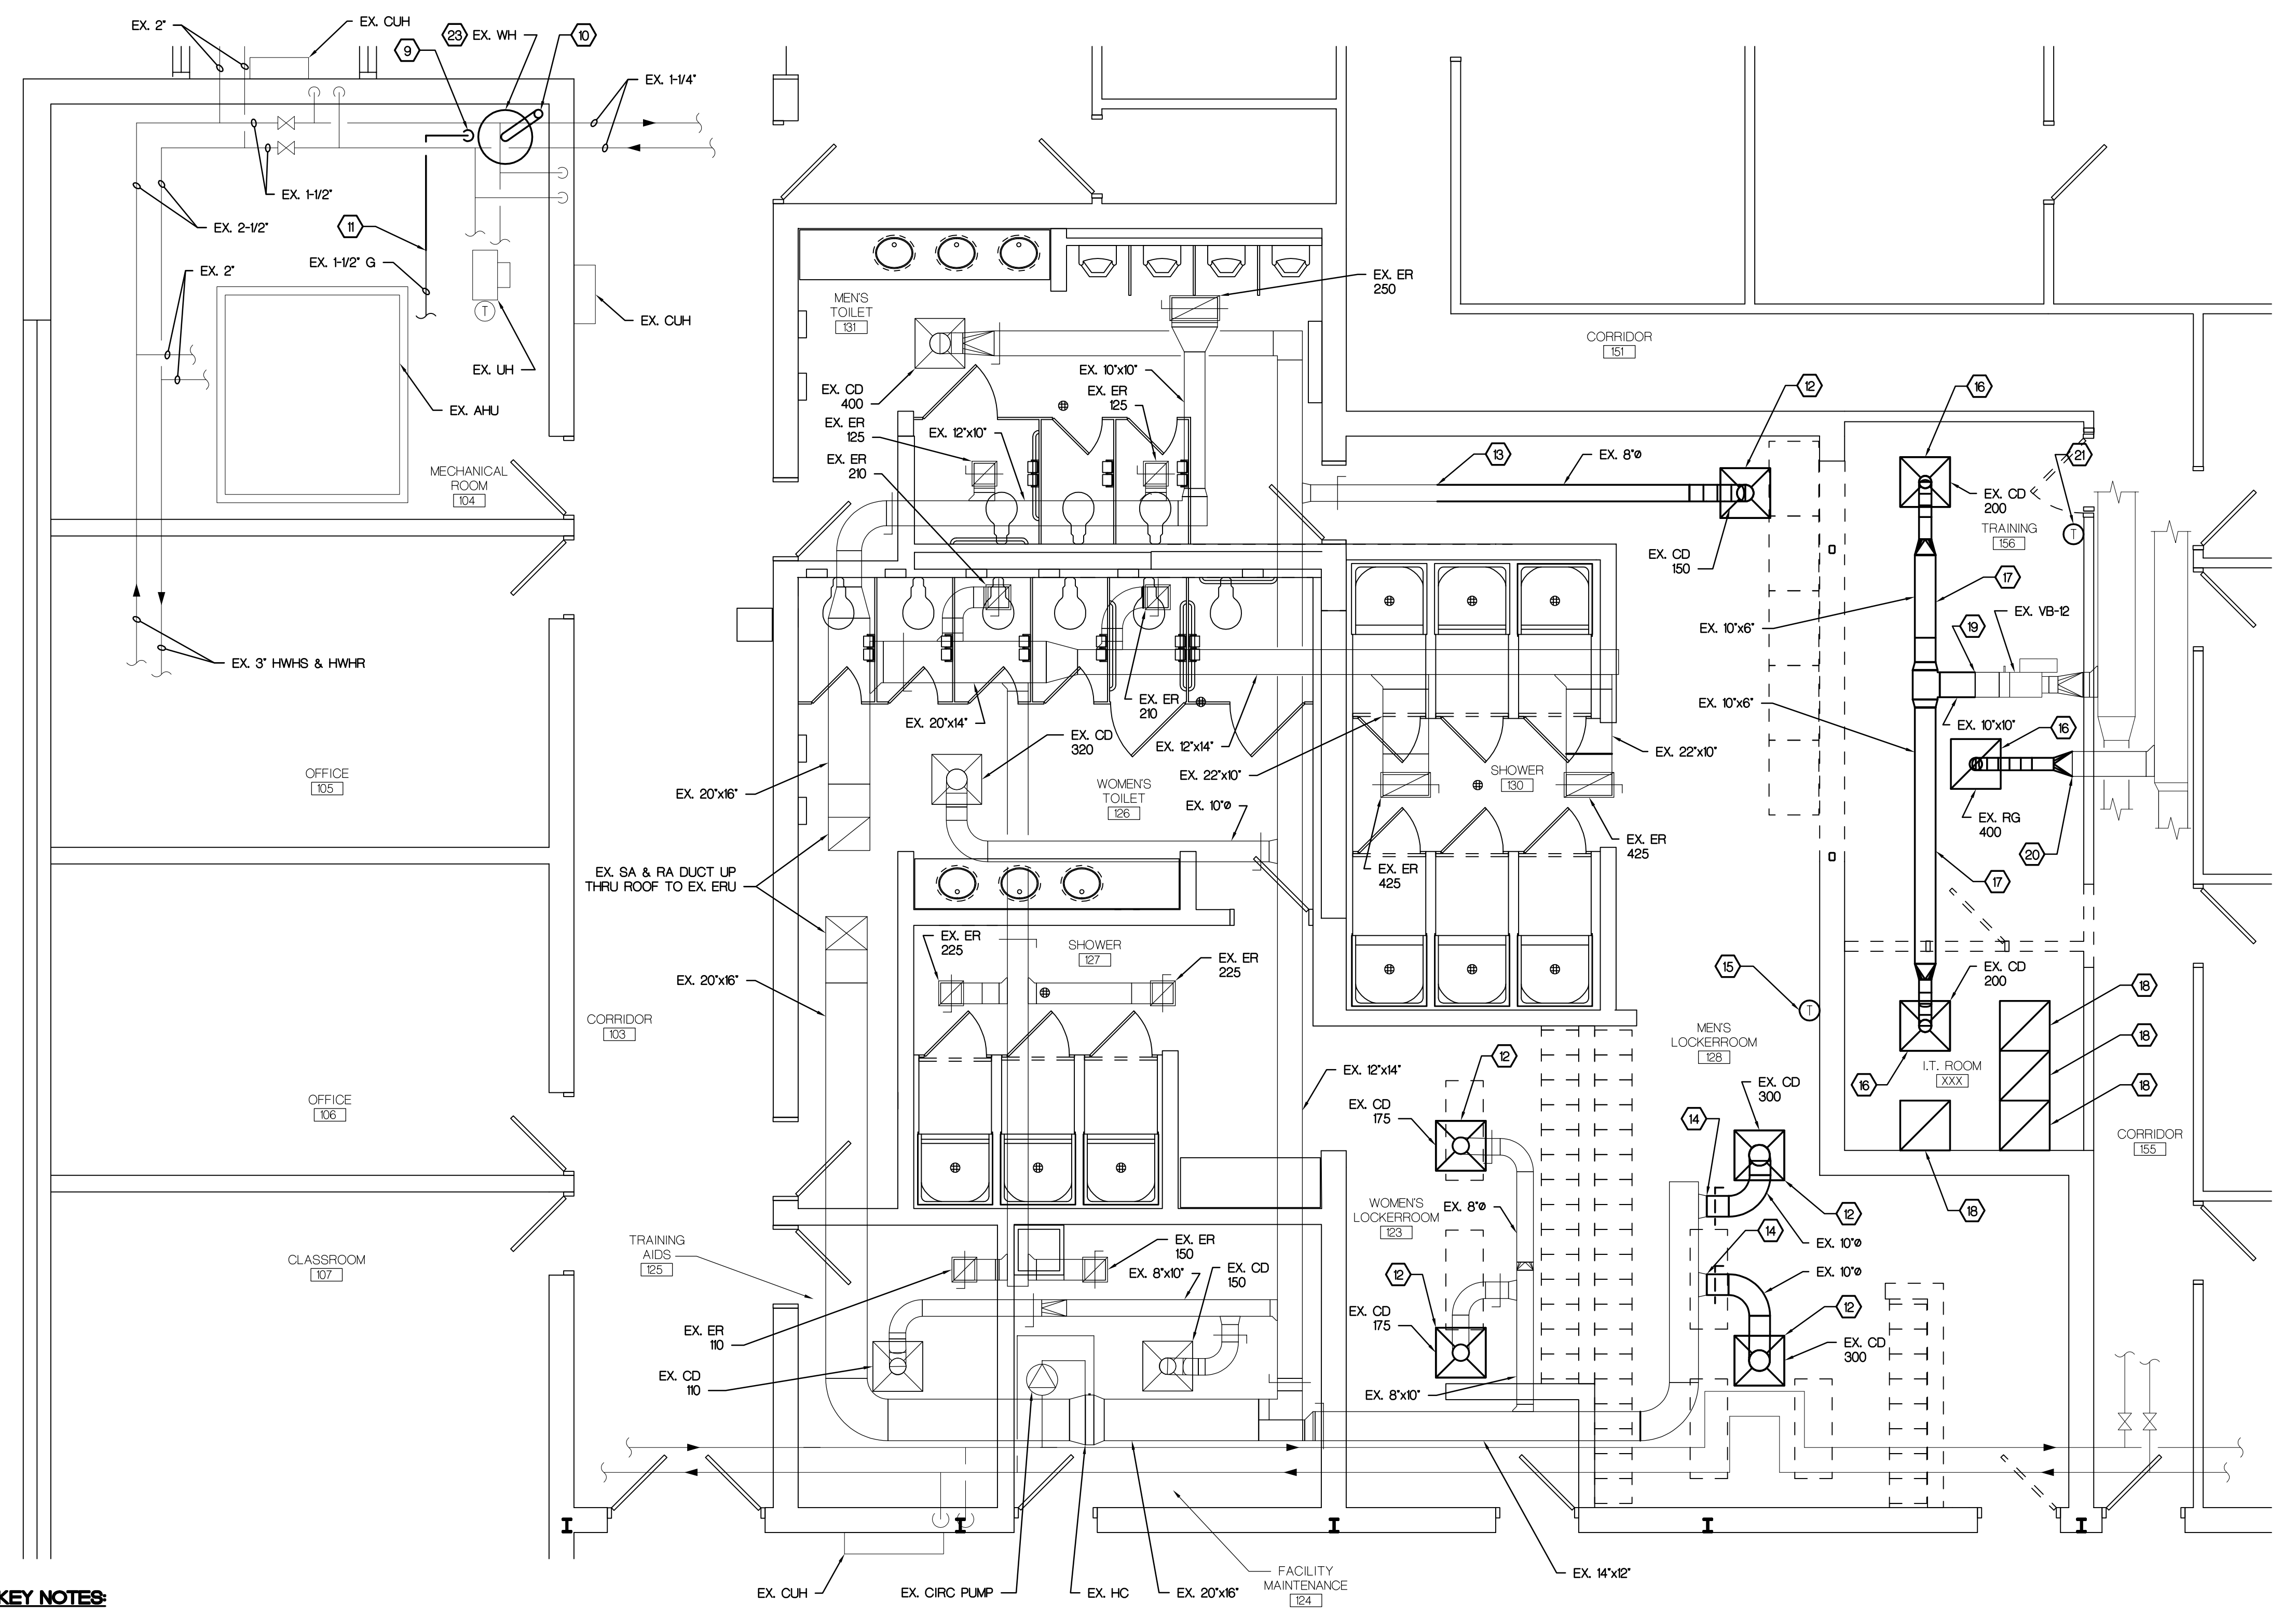 EX. 2"
EX. CUH
9
23
EX. WH
10
EX. 1-1/4"
EX. 1-1/2"
EX. 2-1/2"
11
EX. 2"
EX. 1-1/2" G
T
EX. CUH
EX. UH
EX. AHU
MECHANICAL
ROOM
104
EX. 3" HWHS & HWHR
OFFICE
105
OFFICE
106
CLASSROOM
107
CORRIDOR
103
MEN'S
TOILET
131
EX. ER
250
EX. CD
400
EX. 10"x10"
EX. ER
125
EX. ER
125
EX. 12"x10"
EX. ER
210
CORRIDOR
151
12
13
EX. 8"Ø
EX. CD
150
16
21
EX. CD
200
TRAINING
156
T
17
EX. 10"x6"
19
EX. VB-12
EX. 10"x6"
EX. 10"x10"
16
EX. RG
400
20
17
EX. 20"x14"
EX. ER
210
EX. CD
320
EX. 12"x14"
EX. 22"x10"
EX. 22"x10"
SHOWER
130
EX. 20"x16"
WOMEN'S
TOILET
126
EX. 10"Ø
EX. ER
425
EX. ER
425
EX. SA & RA DUCT UP
THRU ROOF TO EX. ERU
EX. ER
225
SHOWER
127
EX. ER
225
EX. 20"x16"
15
T
EX. CD
200
18
18
18
MEN'S
LOCKERROOM
128
I.T. ROOM
XXX
16
18
CORRIDOR
155
12
EX. 12"x14"
EX. CD
175
EX. CD
300
14
WOMEN'S
LOCKERROOM
123
EX. 8"Ø
12
14
EX. 10"Ø
EX. 10"Ø
12
EX. CD
300
12
EX. CD
175
EX. 8"x10"
TRAINING
AIDS
125
EX. ER
150
EX. 8"x10"
EX. CD
150
EX. ER
110
EX. CD
110
EX. CUH
EX. CIRC PUMP
EX. HC
EX. 20"x16"
FACILITY
MAINTENANCE
124
EX. 14"x12"
KEY NOTES: